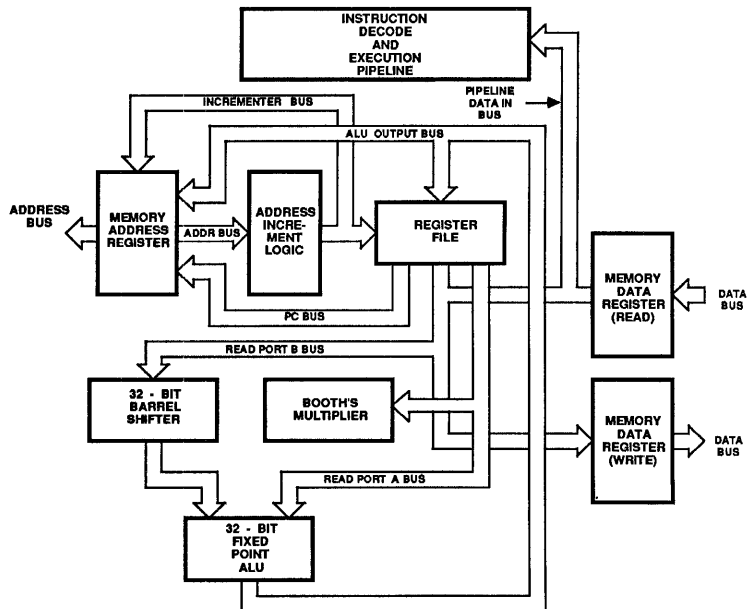 INSTRUCTION
DECODE
AND
EXECUTION
PIPELINE
PIPELINE
DATA IN
BUS
INCREMENTER BUS
ALU OUTPUT BUS
ADDRESS
BUS
MEMORY
ADDRESS
REGISTER
ADDR BUS
ADDRESS
INCRE-
MENT
LOGIC
REGISTER
FILE
MEMORY
DATA
REGISTER
(READ)
DATA
BUS
PC BUS
READ PORT B BUS
32 - BIT
BARREL
SHIFTER
BOOTH'S
MULTIPLIER
MEMORY
DATA
REGISTER
(WRITE)
DATA
BUS
READ PORT A BUS
32 - BIT
FIXED
POINT
ALU